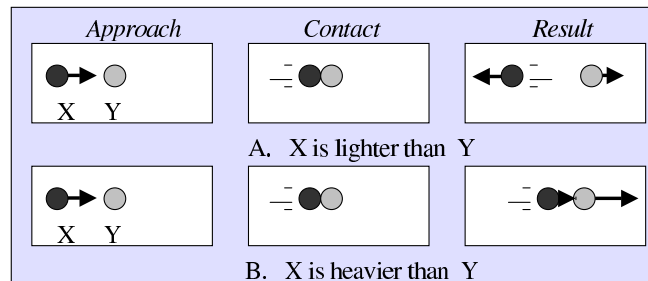 Approach Contact Result
X Y
A. X is lighter than Y
X Y
B. X is heavier than Y